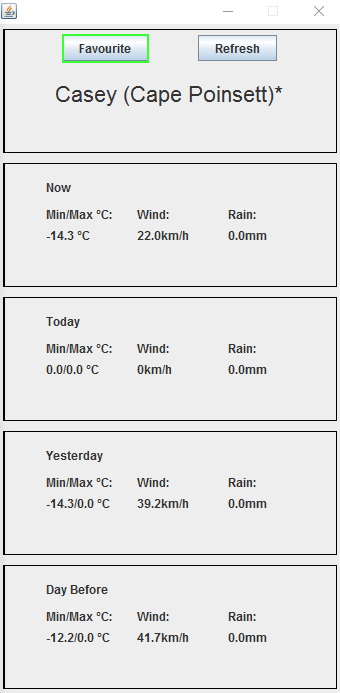 Favourite Refresh
Casey (Cape Poinsett)*
Now
Min/Max °C: Wind: Rain:
-14.3 °C 22.0km/h 0.0mm
Today
Min/Max °C: Wind: Rain:
0.0/0.0 °C 0km/h 0.0mm
Yesterday
Min/Max °C: Wind: Rain:
-14.3/0.0 °C 39.2km/h 0.0mm
Day Before
Min/Max °C: Wind: Rain:
-12.2/0.0 °C 41.7km/h 0.0mm